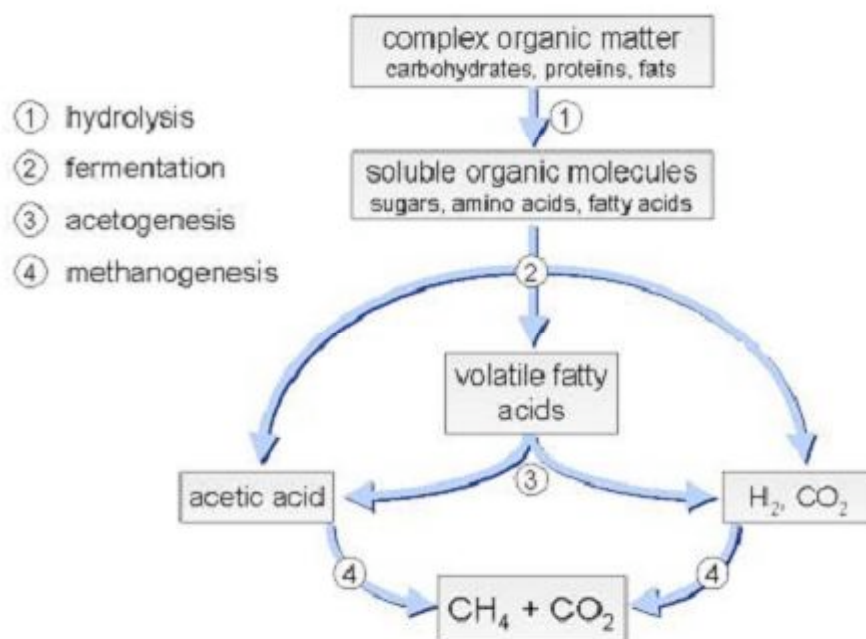 complex organic matter
carbohydrates, proteins, fats
① hydrolysis
① 
② fermentation
soluble organic molecules
sugars, amino acids, fatty acids
③ acetogenesis
④ methanogenesis
②
volatile fatty
acids
③
acetic acid
H₂, CO₂
④
④
CH₄ + CO₂